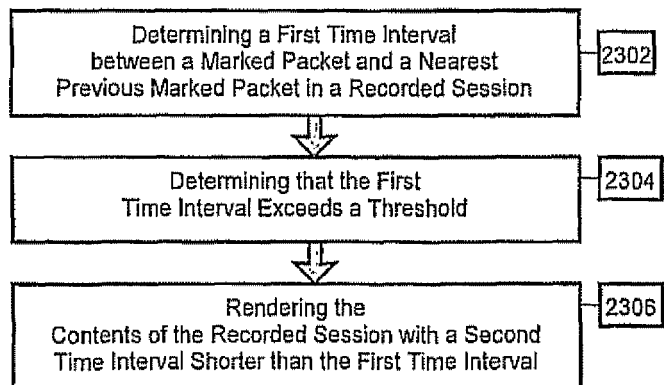 Determining a First Time Interval
between a Marked Packet and a Nearest
Previous Marked Packet in a Recorded Session
2302
Determining that the First
Time Interval Exceeds a Threshold
2304
Rendering the
Contents of the Recorded Session with a Second
Time Interval Shorter than the First Time Interval
2306